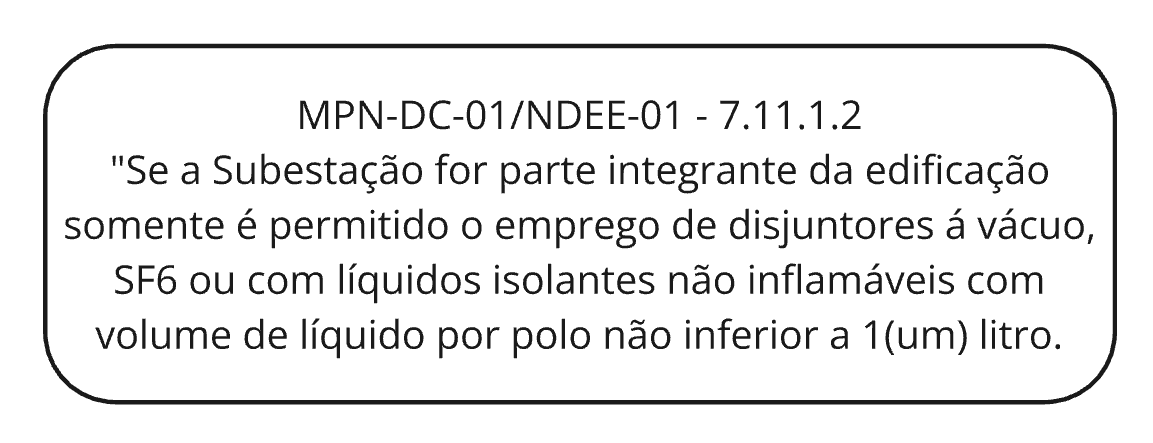 MPN-DC-01/NDEE-01 - 7.11.1.2
"Se a Subestação for parte integrante da edificação
somente é permitido o emprego de disjuntores á vácuo,
SF6 ou com líquidos isolantes não inflamáveis com
volume de líquido por polo não inferior a 1(um) litro.